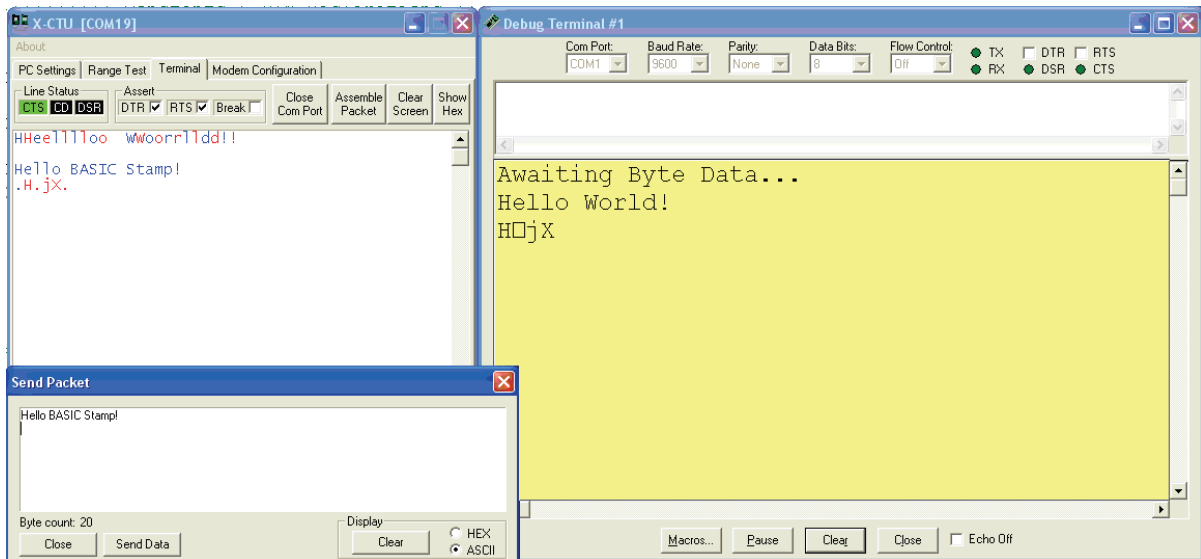 X-CTU [COM19]
About
PC Settings Range Test Terminal Modem Configuration
Line Status
CTS CD DSR
Assert
DTR RTS Break
Close Com Port
Assemble Packet
Clear Screen
Show Hex
HHeelllloo  WWoorrlldd!!
Hello BASIC Stamp!
.H.jX.
Send Packet
Hello BASIC Stamp!
Byte count: 20
Close Send Data
Display
Clear
HEX
ASCII
Debug Terminal #1
Com Port: Baud Rate: Parity: Data Bits: Flow Control:
COM1 9600 None 8 Off
TX DTR RTS
RX DSR CTS
Awaiting Byte Data...
Hello World!
H□jX
Macros... Pause Clear Close Echo Off